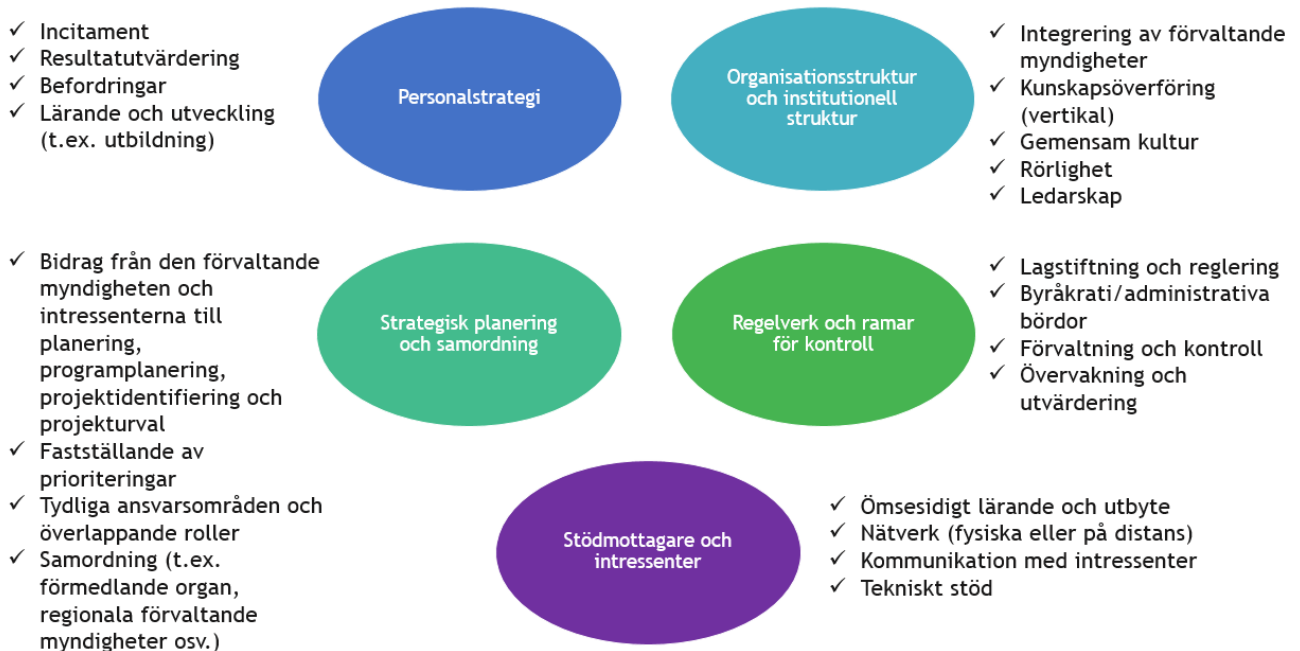 ✓ Incitament
✓ Resultatutvärdering
✓ Befordringar
✓ Lärande och utveckling
(t.ex. utbildning)
Personalstrategi
Organisationsstruktur
och institutionell
struktur
✓ Integrering av förvaltande
myndigheter
✓ Kunskapsöverföring
(vertikal)
✓ Gemensam kultur
✓ Rörlighet
✓ Ledarskap
✓ Bidrag från den förvaltande
myndigheten och
intressenterna till
planering,
programplanering,
projektidentifiering och
projekturval
✓ Fastställande av
prioriteringar
✓ Tydliga ansvarsområden och
överlappande roller
✓ Samordning (t.ex.
förmedlande organ,
regionala förvaltande
myndigheter osv.)
Strategisk planering
och samordning
Regelverk och ramar
för kontroll
✓ Lagstiftning och reglering
✓ Byråkrati/administrativa
bördor
✓ Förvaltning och kontroll
✓ Övervakning och
utvärdering
Stödmottagare och
intressenter
✓ Ömsesidigt lärande och utbyte
✓ Nätverk (fysiska eller på distans)
✓ Kommunikation med intressenter
✓ Tekniskt stöd